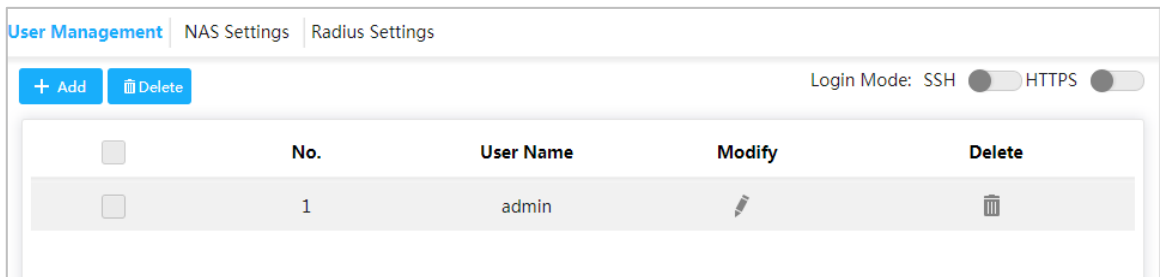 User Management NAS Settings Radius Settings
+ Add Delete Login Mode: SSH HTTPS
No. User Name Modify Delete
1 admin